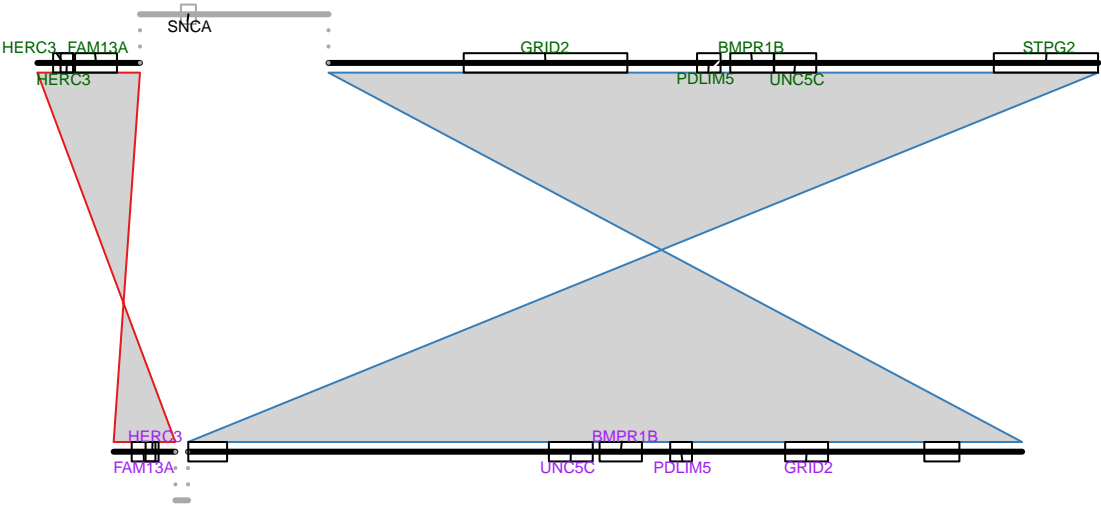 SNCA
HERC3 FAM13A GRID2 BMPR1B STPG2
HERC3 PDLIM5 UNC5C
HERC3 BMPR1B
FAM13A UNC5C PDLIM5 GRID2